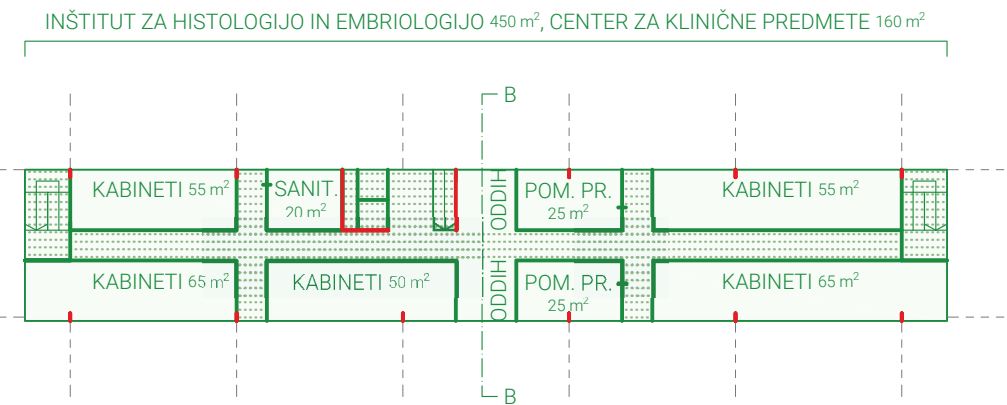 INŠTITUT ZA HISTOLOGIJO IN EMBRIOLOGIJO 450 m², CENTER ZA KLINIČNE PREDMETE 160 m²
B
KABINETI 55 m²
SANIT.
20 m²
ODDIH
POM. PR.
25 m²
KABINETI 55 m²
KABINETI 65 m²
KABINETI 50 m²
ODDIH
POM. PR.
25 m²
KABINETI 65 m²
B